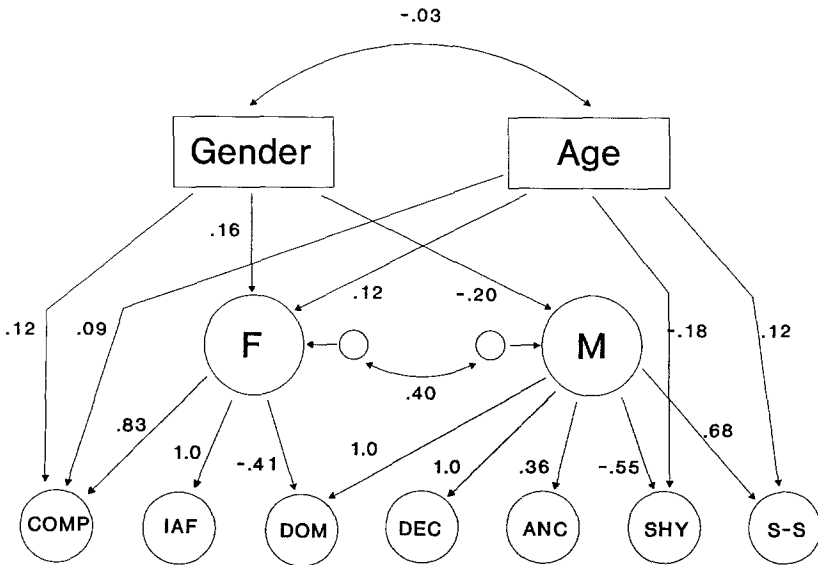 -.03
Gender
Age
.16
.12
.09
.12
-.20
-.18
.12
F
M
.40
.83
1.0
-.41
1.0
1.0
.36
-.55
.68
COMP
IAF
DOM
DEC
ANC
SHY
S-S